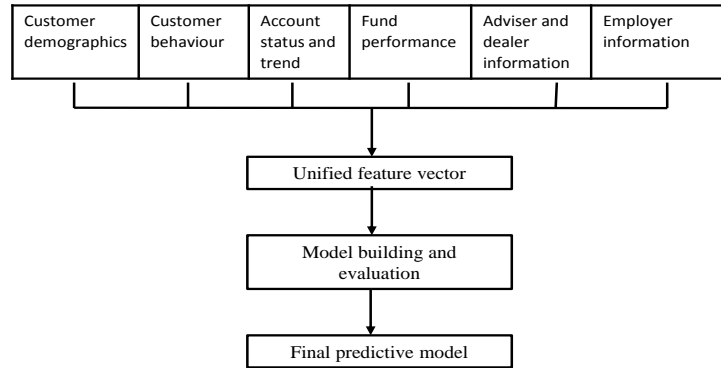 Customer
demographics
Customer
behaviour
Account
status and
trend
Fund
performance
Adviser and
dealer
information
Employer
information
Unified feature vector
Model building and
evaluation
Final predictive model